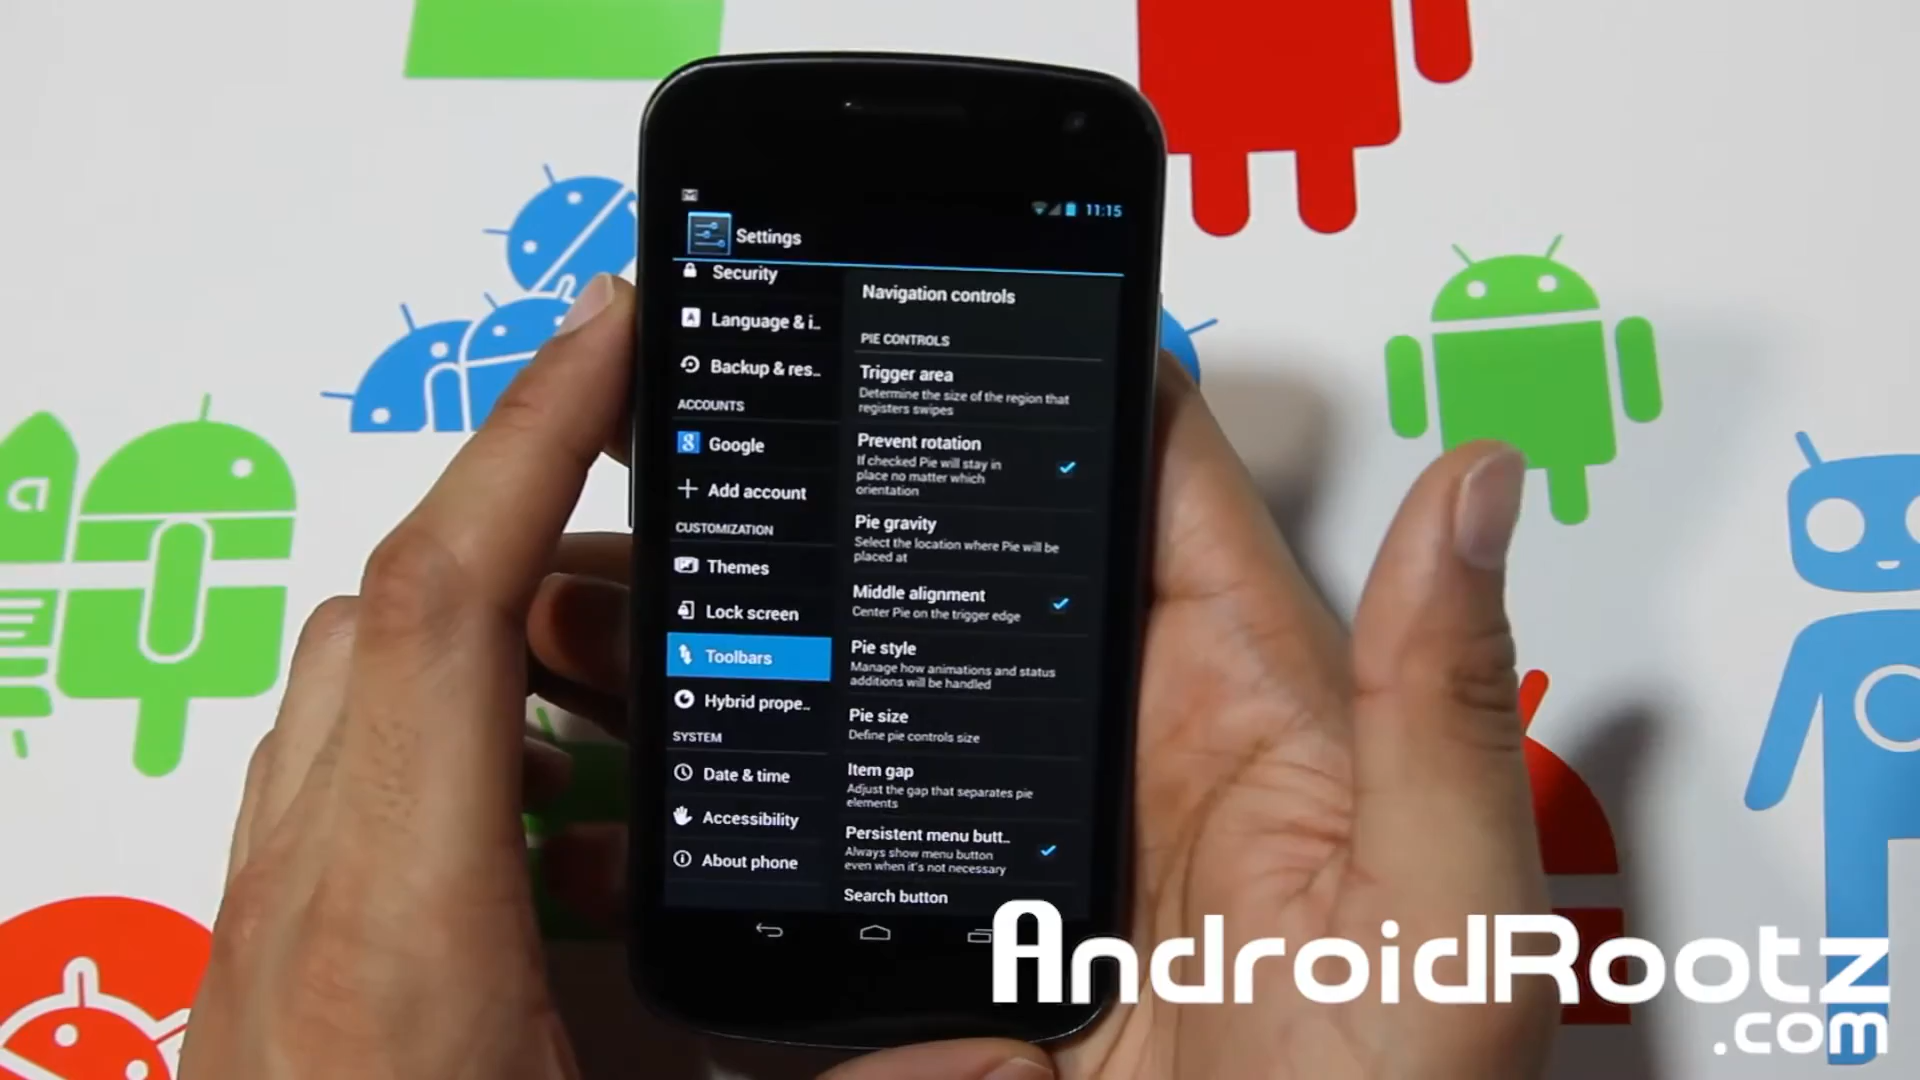 11:15
Settings
Security
Language & i..
Backup & res..
ACCOUNTS
Google
Add account
CUSTOMIZATION
Themes
Lock screen
Toolbars
Hybrid prope..
SYSTEM
Date & time
Accessibility
About phone
Navigation controls
PIE CONTROLS
Trigger area
Determine the size of the region that
registers swipes
Prevent rotation
If checked Pie will stay in
place no matter which
orientation
Pie gravity
Select the location where Pie will be
placed at
Middle alignment
Center Pie on the trigger edge
Pie style
Manage how animations and status
additions will be handled
Pie size
Define pie controls size
Item gap
Adjust the gap that separates pie
elements
Persistent menu butt..
Always show menu button
even when it's not necessary
Search button
a
AndroidRootz
.com